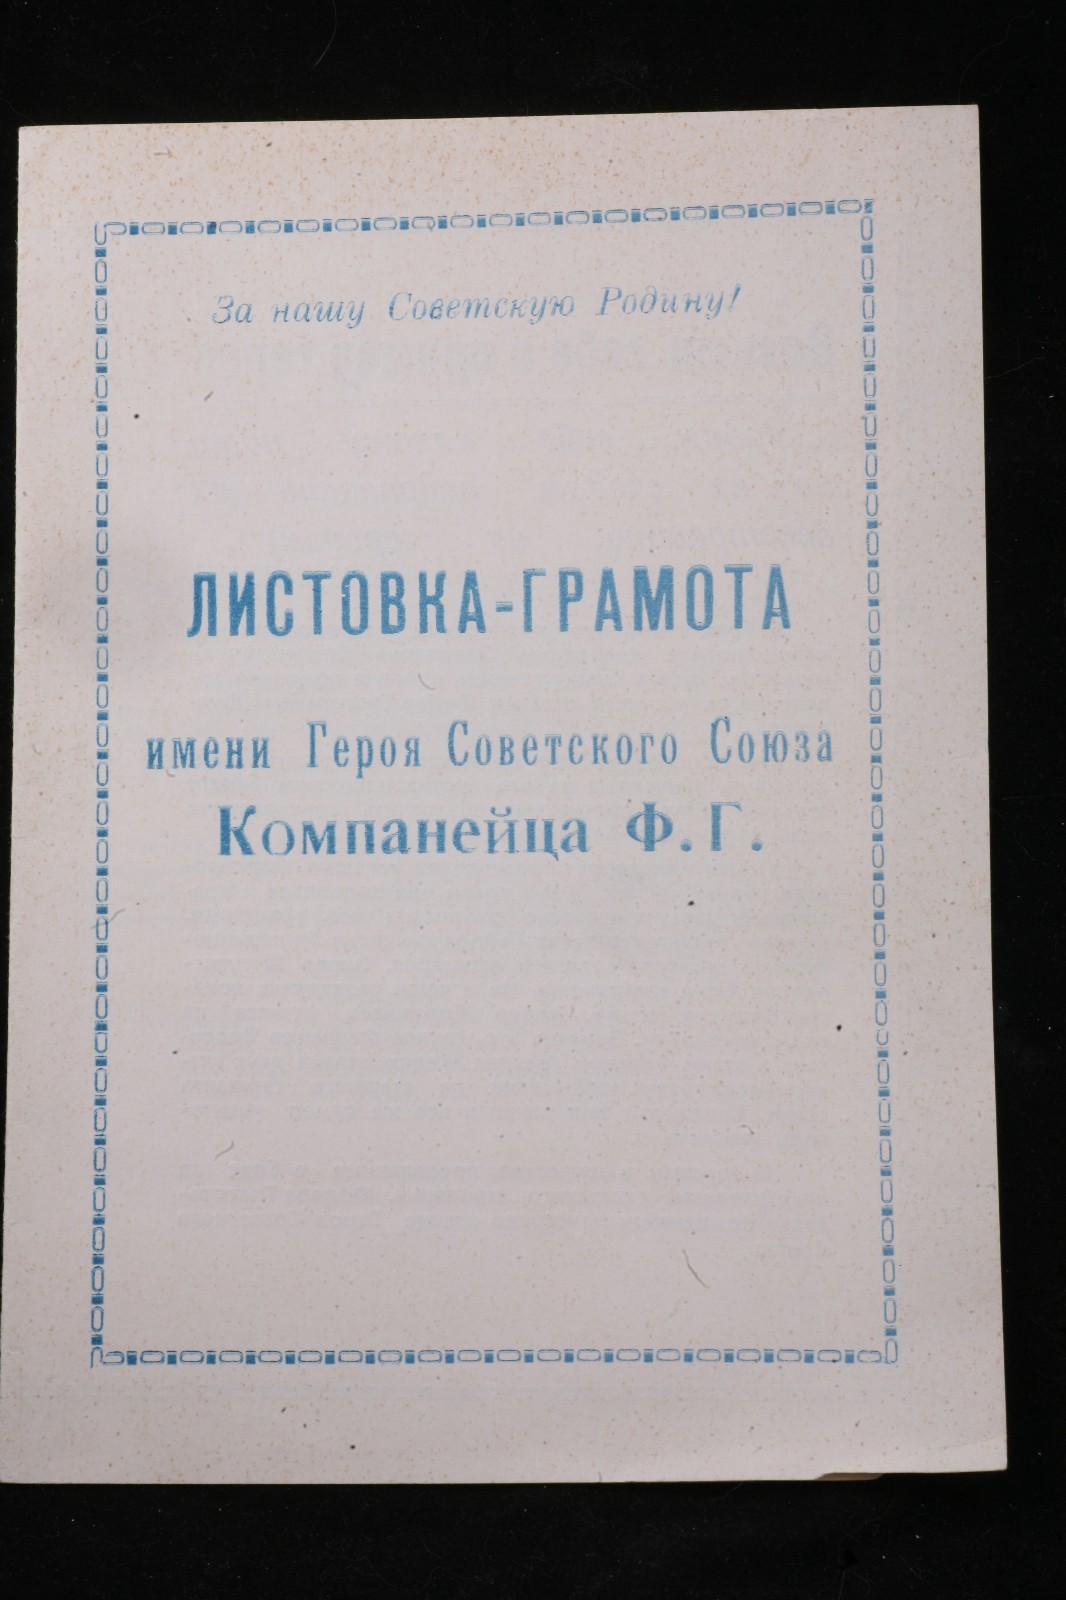 За нашу Советскую Родину!
ЛИСТОВКА-ГРАМОТА
имени Героя Советского Союза
Компанейца Ф.Г.